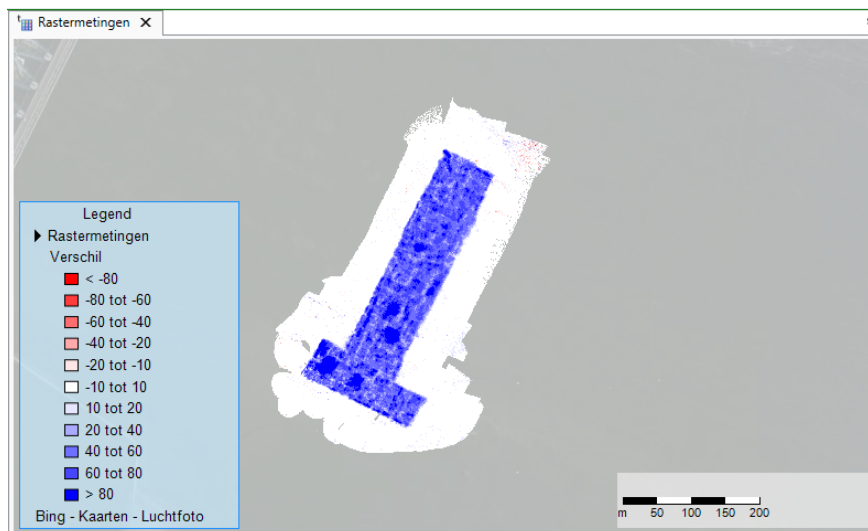 Rastermetingen
Legend
Rastermetingen
Verschil
< -80
-80 tot -60
-60 tot -40
-40 tot -20
-20 tot -10
-10 tot 10
10 tot 20
20 tot 40
40 tot 60
60 tot 80
> 80
Bing - Kaarten - Luchtfoto
m 50 100 150 200